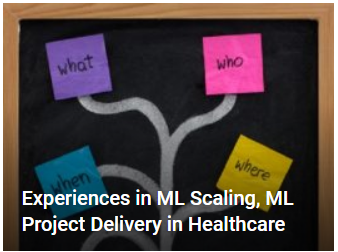 what
who
when
where
Experiences in ML Scaling, ML
Project Delivery in Healthcare